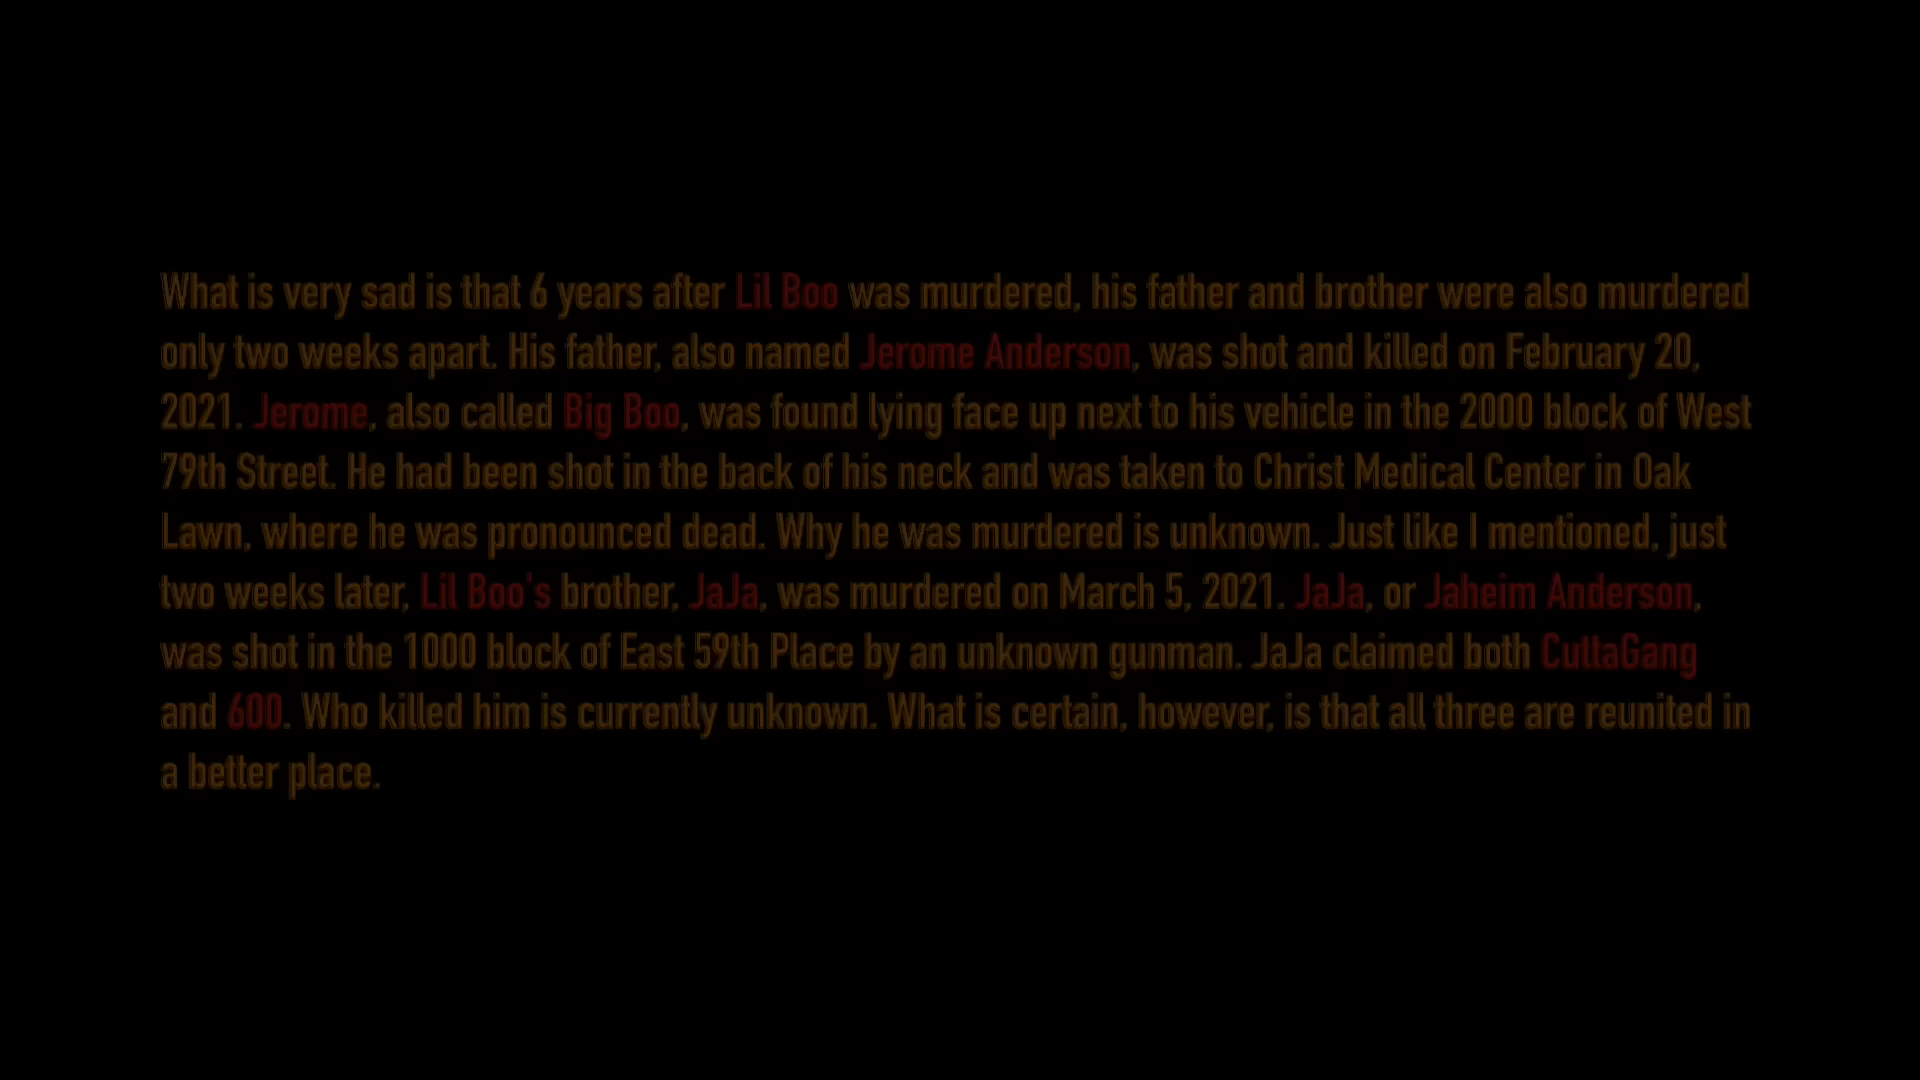 What is very sad is that 6 years after Lil Boo was murdered, his father and brother were also murdered
only two weeks apart. His father, also named Jerome Anderson, was shot and killed on February 20,
2021. Jerome, also called Big Boo, was found lying face up next to his vehicle in the 2000 block of West
79th Street. He had been shot in the back of his neck and was taken to Christ Medical Center in Oak
Lawn, where he was pronounced dead. Why he was murdered is unknown. Just like I mentioned, just
two weeks later, Lil Boo's brother, JaJa, was murdered on March 5, 2021. JaJa, or Jaheim Anderson,
was shot in the 1000 block of East 59th Place by an unknown gunman. JaJa claimed both CuttaGang
and 600. Who killed him is currently unknown. What is certain, however, is that all three are reunited in
a better place.